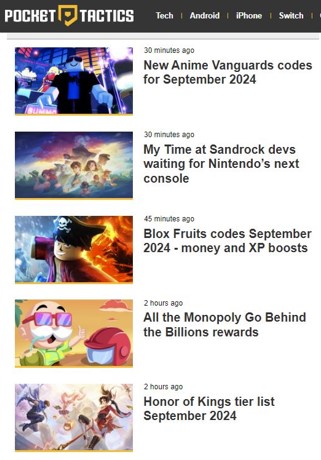 POCKET TACTICS
Tech | Android | iPhone | Switch |
30 minutes ago
New Anime Vanguards codes
for September 2024
30 minutes ago
My Time at Sandrock devs
waiting for Nintendo’s next
console
45 minutes ago
Blox Fruits codes September
2024 - money and XP boosts
2 hours ago
All the Monopoly Go Behind
the Billions rewards
2 hours ago
Honor of Kings tier list
September 2024